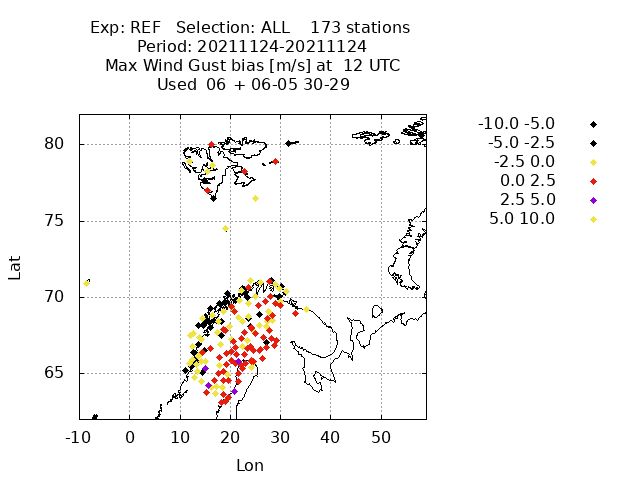 Exp: REF   Selection: ALL    173 stations
Period: 20211124-20211124
Max Wind Gust bias [m/s] at  12 UTC
Used  06 + 06-05 30-29
-10.0 -5.0
-5.0 -2.5
-2.5 0.0
0.0 2.5
2.5 5.0
5.0 10.0
80
75
70
65
Lat
-10 0 10 20 30 40 50
Lon